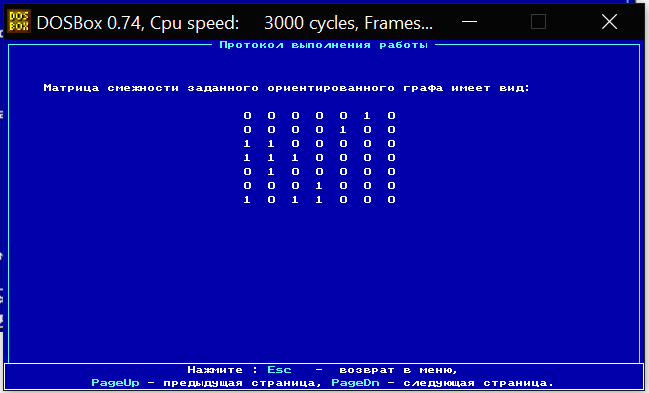 DOS
BOX
DOSBox 0.74, Cpu speed: 3000 cycles, Frames...
Протокол выполнения работы
Матрица смежности заданного ориентированного графа имеет вид:
0 0 0 0 0 1 0
0 0 0 0 1 0 0
1 1 0 0 0 0 0
1 1 1 0 0 0 0
0 1 0 0 0 0 0
0 0 0 1 0 0 0
1 0 1 1 0 0 0
Нажмите : Esc - возврат в меню,
PageUp - предыдущая страница, PageDn - следующая страница.